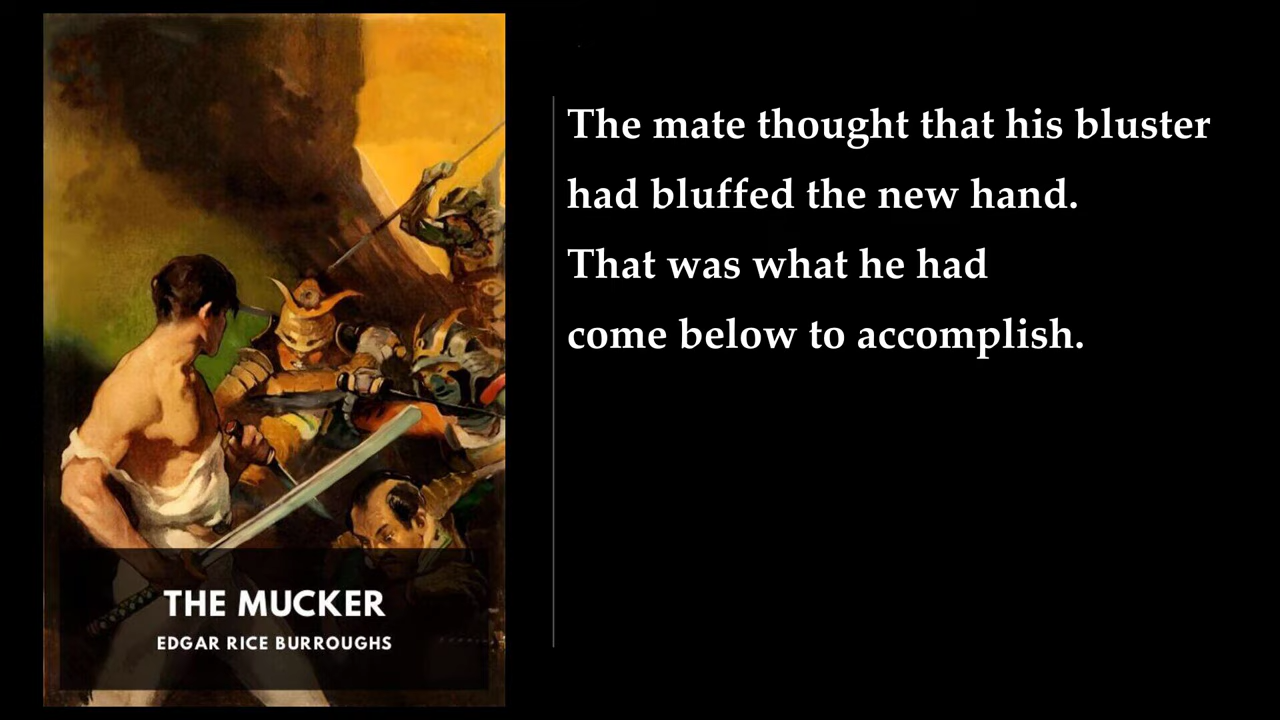 The mate thought that his bluster
had bluffed the new hand.
That was what he had
come below to accomplish.
THE MUCKER
EDGAR RICE BURROUGHS